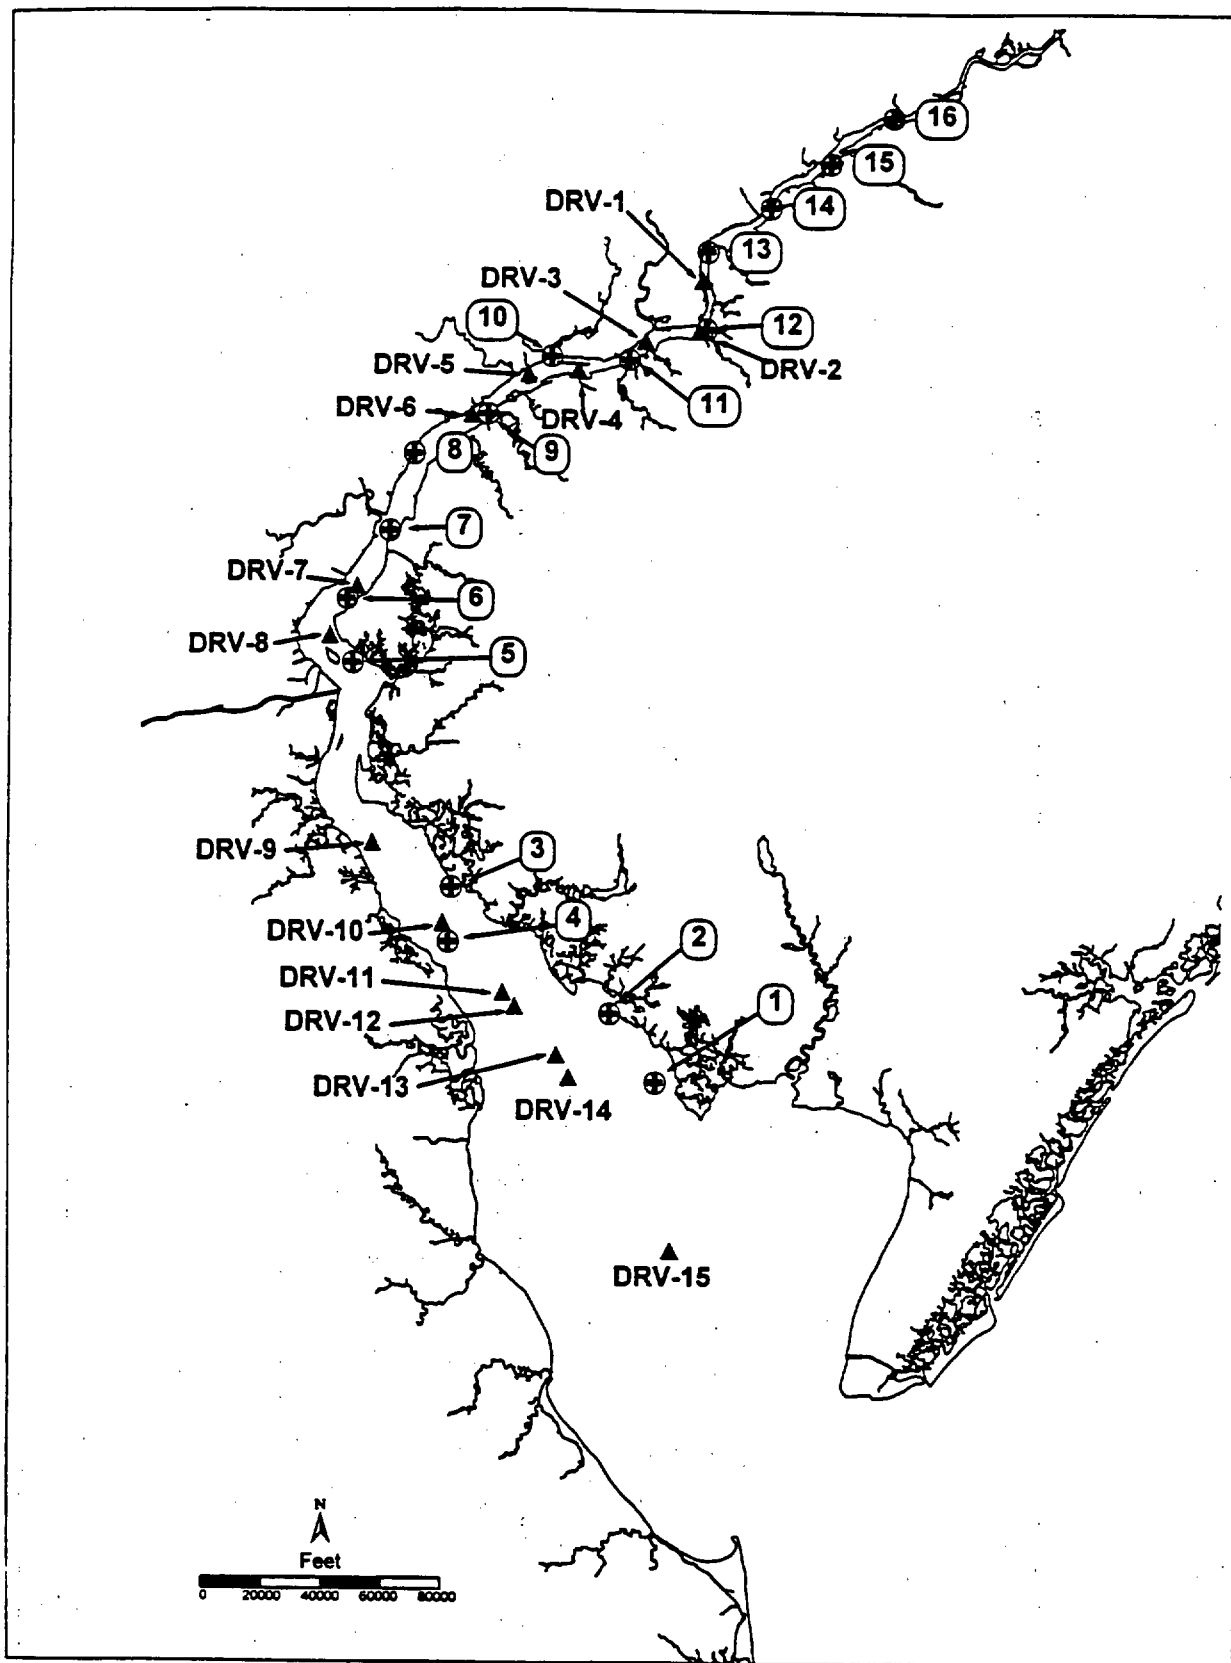 16
15
DRV-1
14
13
DRV-3
10
12
DRV-5
DRV-2
DRV-6
DRV-4
11
8
9
7
DRV-7
6
DRV-8
5
DRV-9
3
DRV-10
4
2
DRV-11
1
DRV-12
DRV-13
DRV-14
DRV-15
N
Feet
0 20000 40000 60000 80000